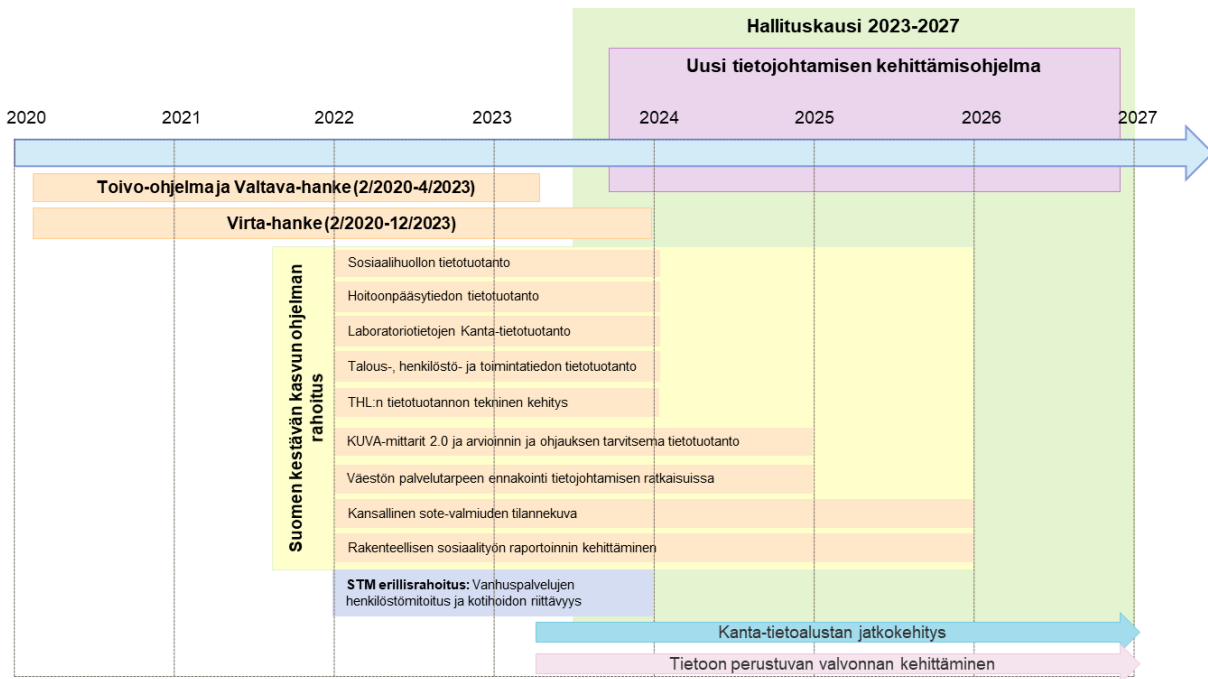 Hallituskausi 2023-2027
Uusi tietojohtamisen kehittämisohjelma
2020 2021 2022 2023 2024 2025 2026 2027
Toivo-ohjelma ja Valtava-hanke (2/2020-4/2023)
Virta-hanke (2/2020-12/2023)
Suomen kestävän kasvun ohjelman
rahoitus
Sosiaalihuollon tietotuotanto
Hoitoonpääsytiedon tietotuotanto
Laboratoriotietojen Kanta-tietotuotanto
Talous-, henkilöstö- ja toimintatiedon tietotuotanto
THL:n tietotuotannon tekninen kehitys
KUVA-mittarit 2.0 ja arvioinnin ja ohjauksen tarvitsema tietotuotanto
Väestön palvelutarpeen ennakointi tietojohtamisen ratkaisuissa
Kansallinen sote-valmiuden tilannekuva
Rakenteellisen sosiaalityön raportoinnin kehittäminen
STM erillisrahoitus: Vanhuspalvelujen
henkilöstömitoitus ja kotihoidon riittävyys
Kanta-tietoalustan jatkokehitys
Tietoon perustuvan valvonnan kehittäminen